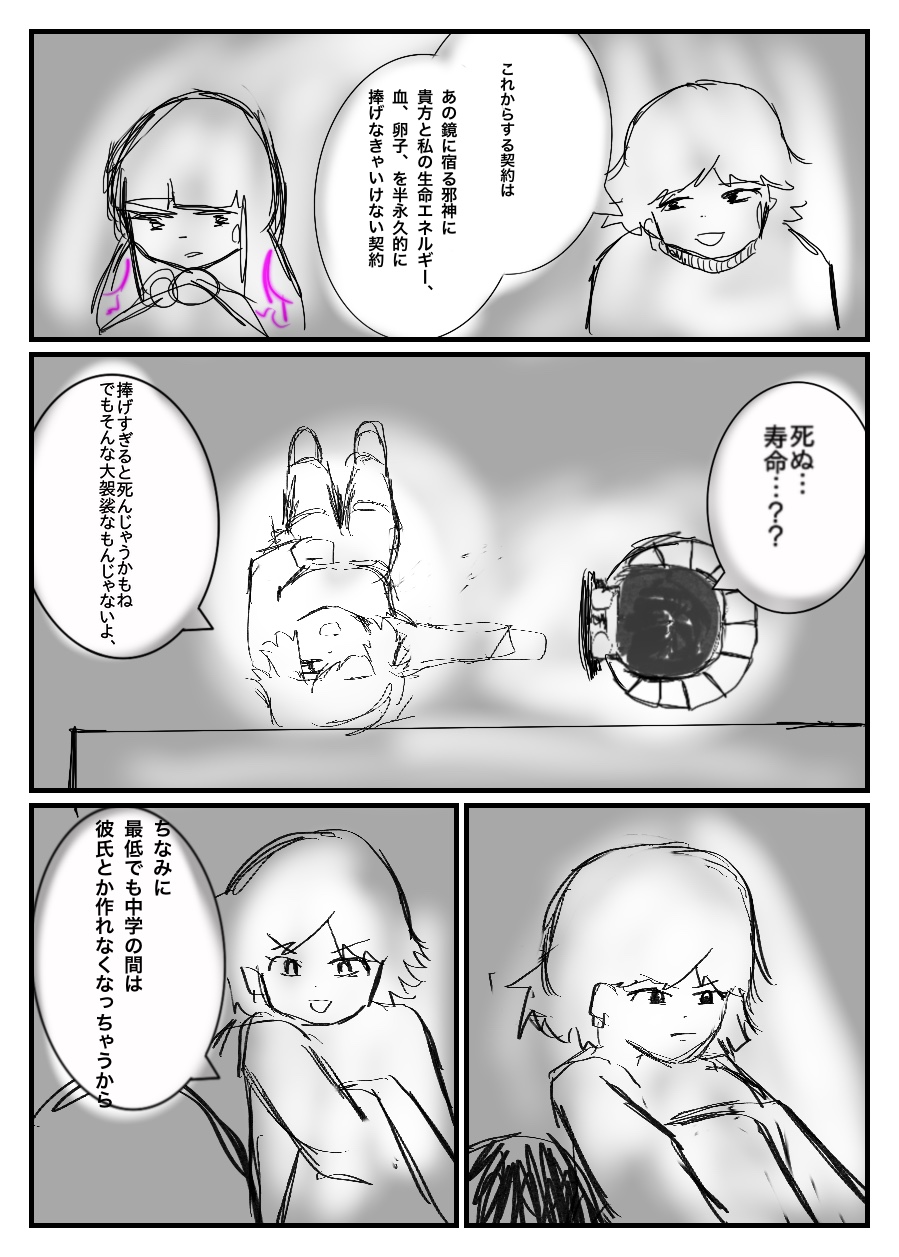 これからする契約は
あの鏡に宿る邪神に
貴方と私の生命エネルギー、
血、卵子、を半永久的に
捧げなきゃいけない契約
死ぬ…
寿命…？？
捧げすぎると死んじゃうかもね
でもそんな大袈裟なもんじゃないよ、
ちなみに
最低でも中学の間は
彼氏とか作れなくなっちゃうから